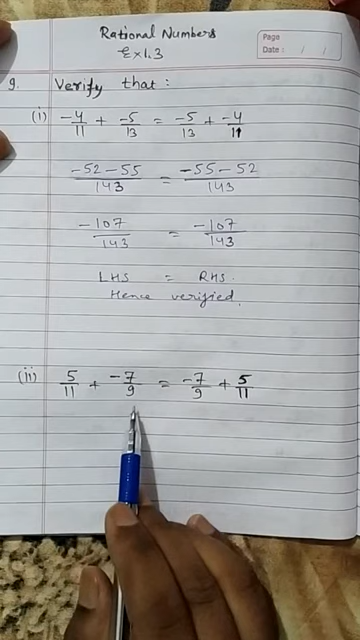 Rational Numbers
Ex 1.3
Page
Date : / /
9. Verify that :
(i) -4/11 + -5/13 = -5/13 + -4/11
-52-55/143 = -55-52/143
-107/143 = -107/143
LHS = RHS.
Hence verified.
(ii) 5/11 + -7/9 = -7/9 + 5/11